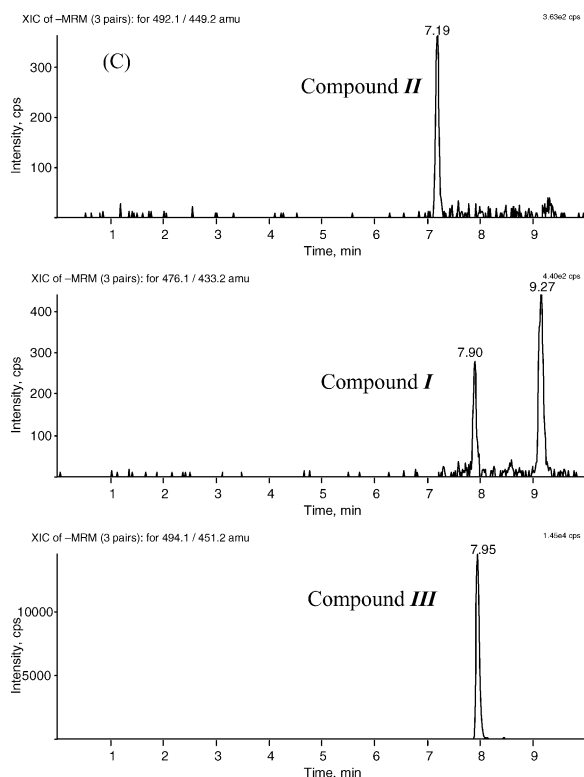 XIC of –MRM (3 pairs): for 492.1 / 449.2 amu
3.63e2 cps
7.19
(C)
Compound II
Intensity, cps
300
200
100
1 2 3 4 5 6 7 8 9
Time, min
XIC of –MRM (3 pairs): for 476.1 / 433.2 amu
4.40e2 cps
9.27
7.90
Compound I
Intensity, cps
400
300
200
100
1 2 3 4 5 6 7 8 9
Time, min
XIC of –MRM (3 pairs): for 494.1 / 451.2 amu
1.45e4 cps
7.95
Compound III
Intensity, cps
10000
5000
1 2 3 4 5 6 7 8 9
Time, min